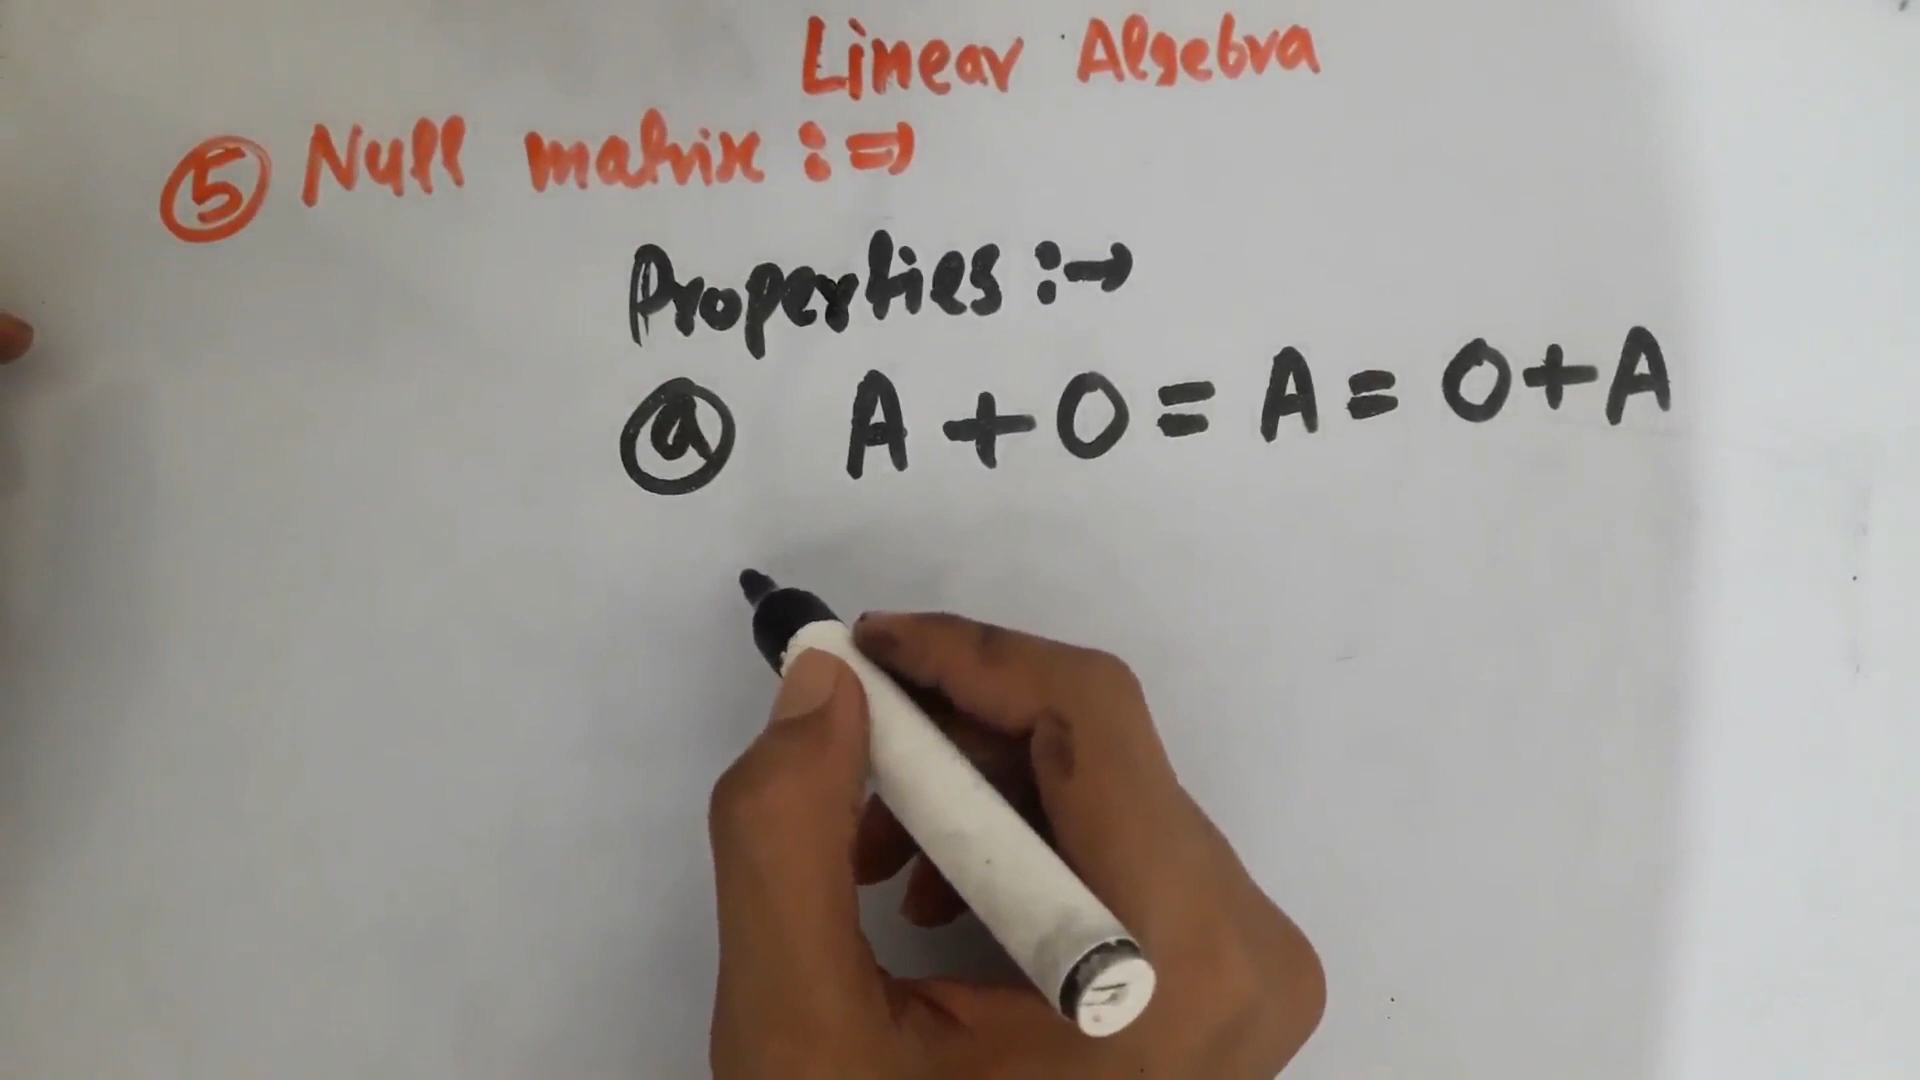 Linear Algebra
⑤ Null matrix :⇒
Properties :→
ⓐ A + O = A = O + A